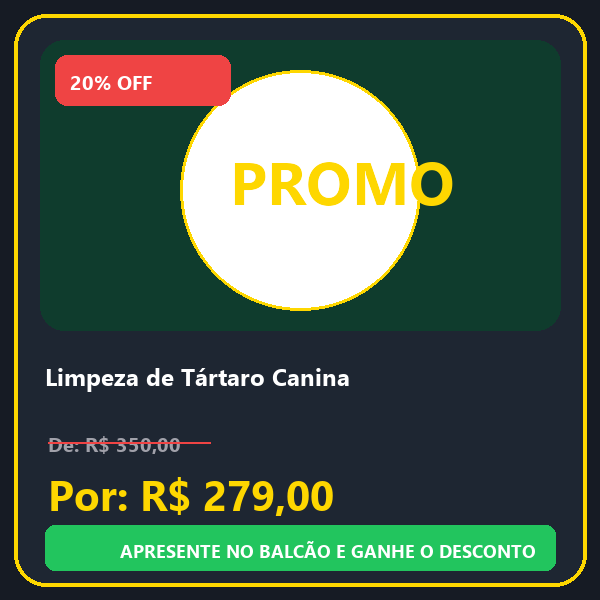 20% OFF
PROMO
Limpeza de Tártaro Canina
De: R$ 350,00
Por: R$ 279,00
APRESENTE NO BALCÃO E GANHE O DESCONTO